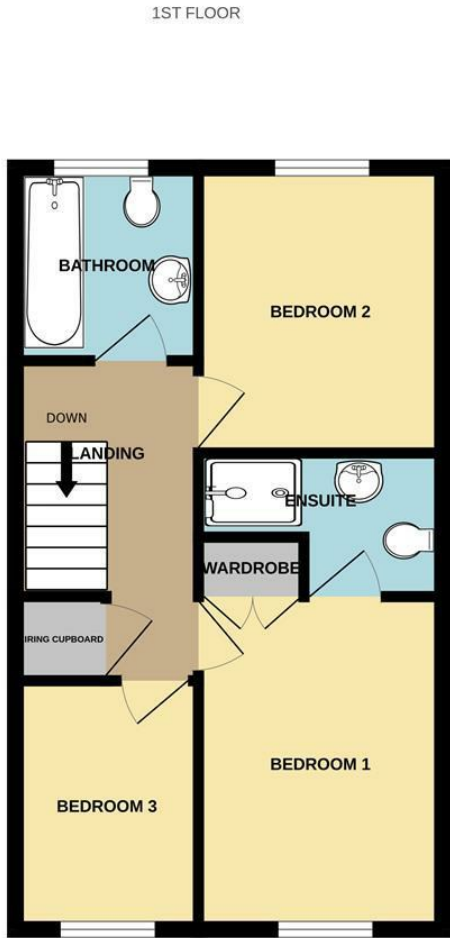 1ST FLOOR
BATHROOM
BEDROOM 2
DOWN
LANDING
ENSUITE
WARDROBE
IRING CUPBOARD
BEDROOM 1
BEDROOM 3